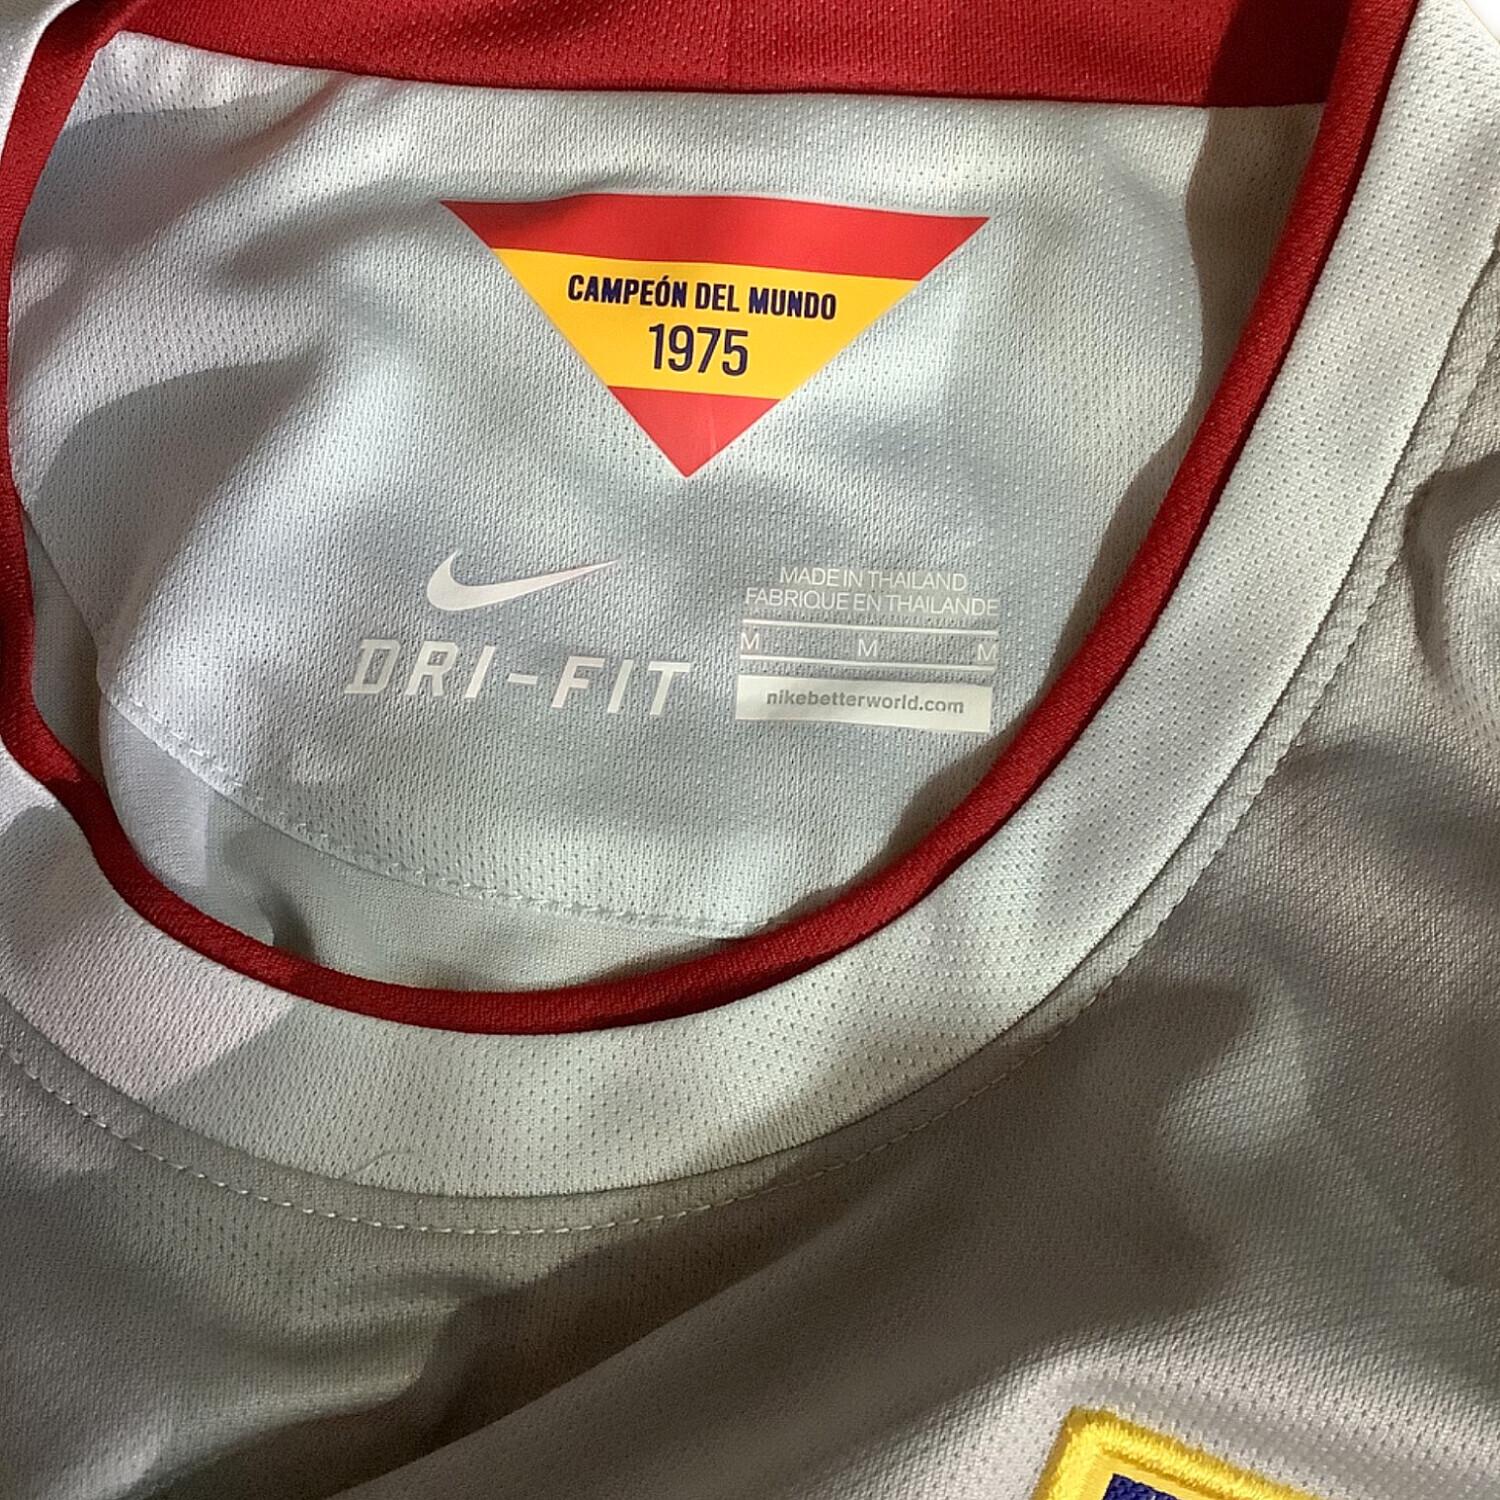 CAMPEÓN DEL MUNDO
1975
DRI-FIT
MADE IN THAILAND
FABRIQUE EN THAILANDE
M M M
nikebetterworld.com